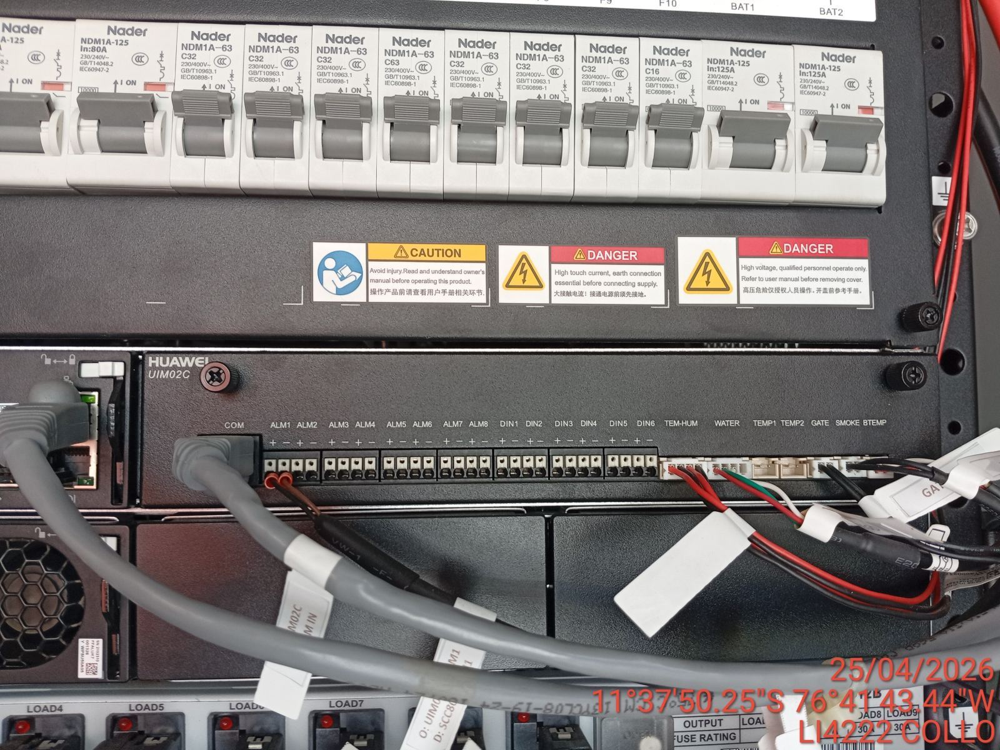 F9
F10
BAT1
BAT2
Nader
A-125
I ON
Nader
NDM1A-125
In:80A
230/240V~
GB/T14048.2
IEC60947-2
I ON
10000
Nader
NDM1A-63
C32
230/400V~
GB/T10963.1
IEC60898-1
I ON
Nader
NDM1A-63
C32
230/400V~
GB/T10963.1
IEC60898-1
I ON
Nader
NDM1A-63
C32
230/400V~
GB/T10963.1
IEC60898-1
I ON
Nader
NDM1A-63
C63
230/400V~
GB/T10963.1
IEC60898-1
I ON
Nader
NDM1A-63
C32
230/400V~
GB/T10963.1
IEC60898-1
I ON
Nader
NDM1A-63
C32
230/400V~
GB/T10963.1
IEC60898-1
I ON
Nader
NDM1A-63
C32
230/400V~
GB/T10963.1
IEC60898-1
I ON
Nader
NDM1A-63
C16
230/400V~
GB/T10963.1
IEC60898-1
I ON
Nader
NDM1A-125
In:125A
230/240V~
GB/T14048.2
IEC60947-2
I ON
10000
Nader
NDM1A-125
In:125A
230/240V~
GB/T14048.2
IEC60947-2
I ON
10000
CAUTION
Avoid injury.Read and understand owner's
manual before operating this product.
操作产品前请查看用户手册相关环节.
DANGER
High touch current, earth connection
essential before connecting supply.
大接触电流！接通电源前须先接地。
DANGER
High voltage, qualified personnel operate only.
Refer to user manual before removing cover.
高压危险仅授权人员操作。开盖前参考手册。
HUAWEI
UIM02C
COM
ALM1 ALM2 ALM3 ALM4 ALM5 ALM6 ALM7 ALM8 DIN1 DIN2 DIN3 DIN4 DIN5 DIN6 TEM-HUM WATER TEMP1 TEMP2 GATE SMOKE BTEMP
+ − + − + − + − + − + − + − + − + − + − + − + − + − + −
VW-1
M02C
M IN
M1
1
O: UIM0
D: SCC80
LOAD4
LOAD5
LOAD6
LOAD7
OUTPUT
FUSE RATING
LOAD9
30A
30A
25/04/2026
11°37'50.25"S 76°41'43.44"W
LI4222 COLLO